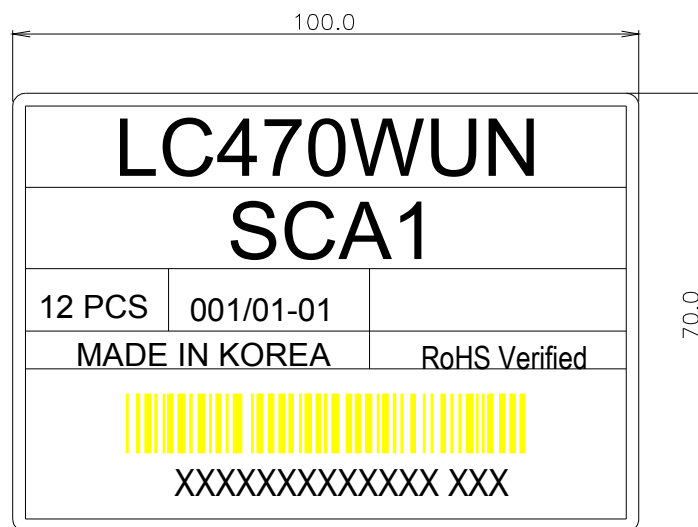 100.0
LC470WUN
SCA1
12 PCS 001/01-01
70.0
MADE IN KOREA RoHS Verified
XXXXXXXXXXXXX XXX